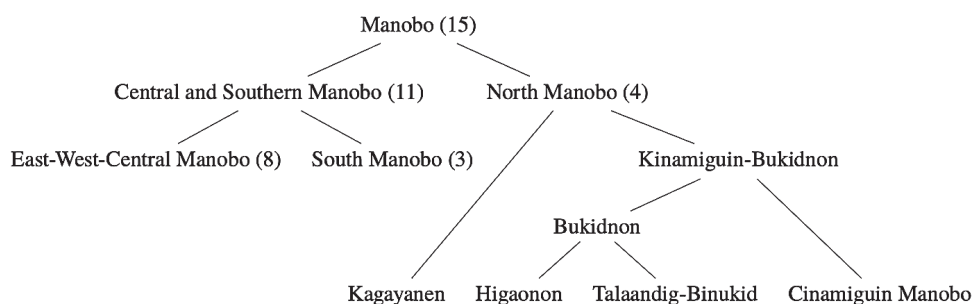 Manobo (15)
Central and Southern Manobo (11) North Manobo (4)
East-West-Central Manobo (8) South Manobo (3) Kinamiguin-Bukidnon
Bukidnon
Kagayanen Higaonon Talaandig-Binukid Cinamiguin Manobo